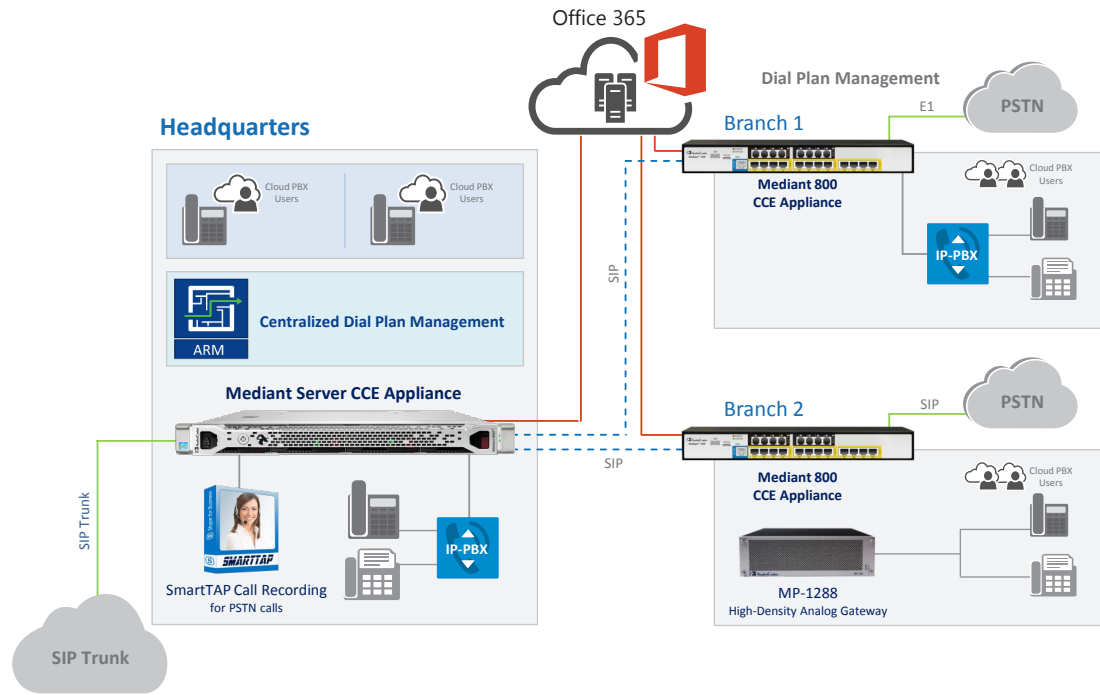 Office 365
Dial Plan Management
PSTN
E1
Headquarters
Branch 1
Cloud PBX
Users
Cloud PBX
Users
Mediant 800
CCE Appliance
Cloud PBX
Users
IP-PBX
SIP
Centralized Dial Plan Management
ARM
Mediant Server CCE Appliance
Branch 2
SIP
PSTN
SIP
Mediant 800
CCE Appliance
Cloud PBX
Users
SIP Trunk
Skype for Business
SMARTTAP
IP-PBX
SmartTAP Call Recording
for PSTN calls
MP-1288
High-Density Analog Gateway
SIP Trunk